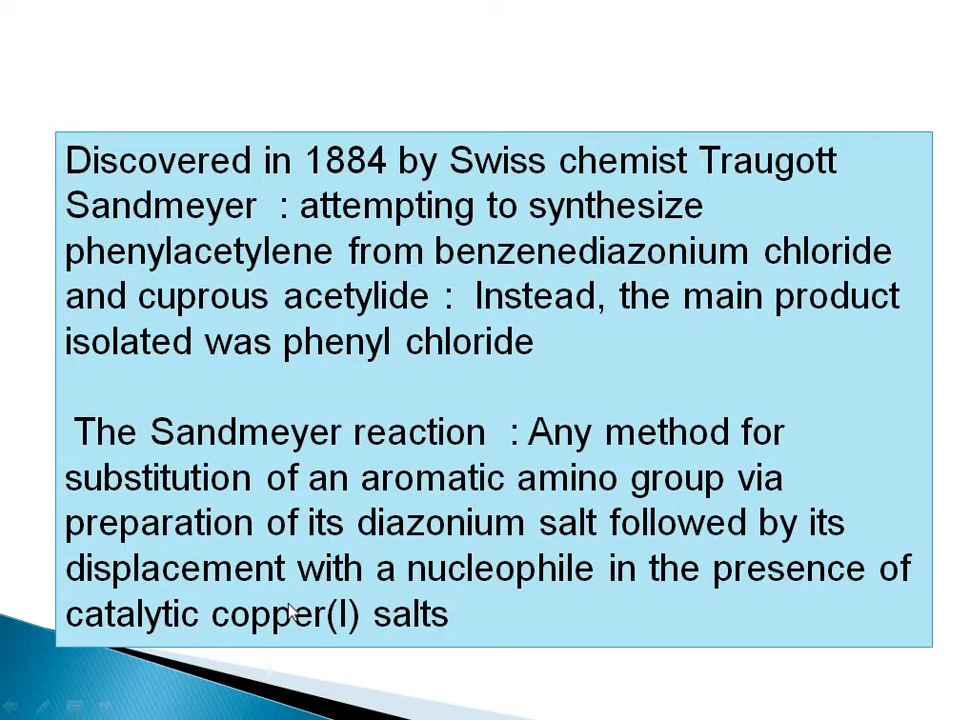 Discovered in 1884 by Swiss chemist Traugott
Sandmeyer : attempting to synthesize
phenylacetylene from benzenediazonium chloride
and cuprous acetylide : Instead, the main product
isolated was phenyl chloride
The Sandmeyer reaction : Any method for
substitution of an aromatic amino group via
preparation of its diazonium salt followed by its
displacement with a nucleophile in the presence of
catalytic copper(I) salts